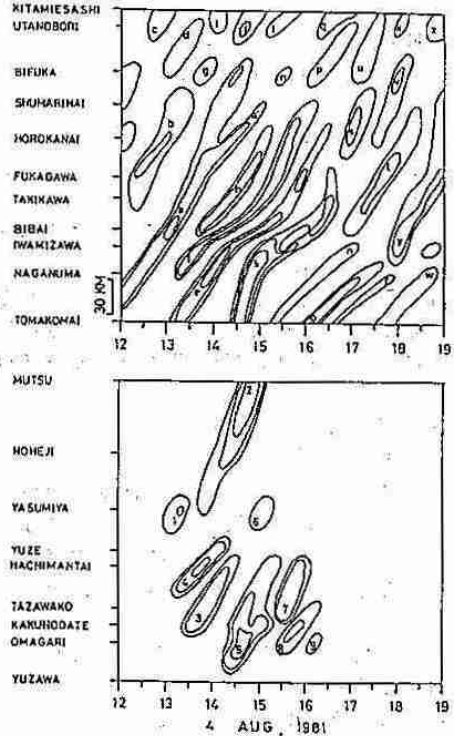 KITAMIESASHI
UTANOBORI
BIFUKA
SHUMARINAI
HOROKANAI
FUKAGAWA
TAKIKAWA
BIBAI
IWAMIZAWA
NAGANUMA
30 KM
TOMAKOMAI
12 13 14 15 16 17 18 19
MUTSU
NOHEJI
YASUMIYA
YUZE
HACHIMANTAI
TAZAWAKO
KAKUNODATE
OMAGARI
YUZAWA
12 13 14 15 16 17 18 19
4 AUG, 1981